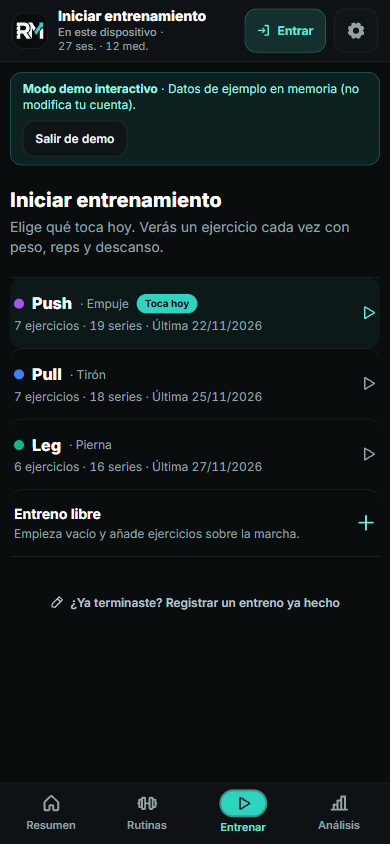 RM
Iniciar entrenamiento
En este dispositivo ·
27 ses. · 12 med.
Entrar
Modo demo interactivo · Datos de ejemplo en memoria (no
modifica tu cuenta).
Salir de demo
Iniciar entrenamiento
Elige qué toca hoy. Verás un ejercicio cada vez con
peso, reps y descanso.
Push · Empuje Toca hoy
7 ejercicios · 19 series · Última 22/11/2026
Pull · Tirón
7 ejercicios · 18 series · Última 25/11/2026
Leg · Pierna
6 ejercicios · 16 series · Última 27/11/2026
Entreno libre
Empieza vacío y añade ejercicios sobre la marcha.
¿Ya terminaste? Registrar un entreno ya hecho
Resumen Rutinas Entrenar Análisis